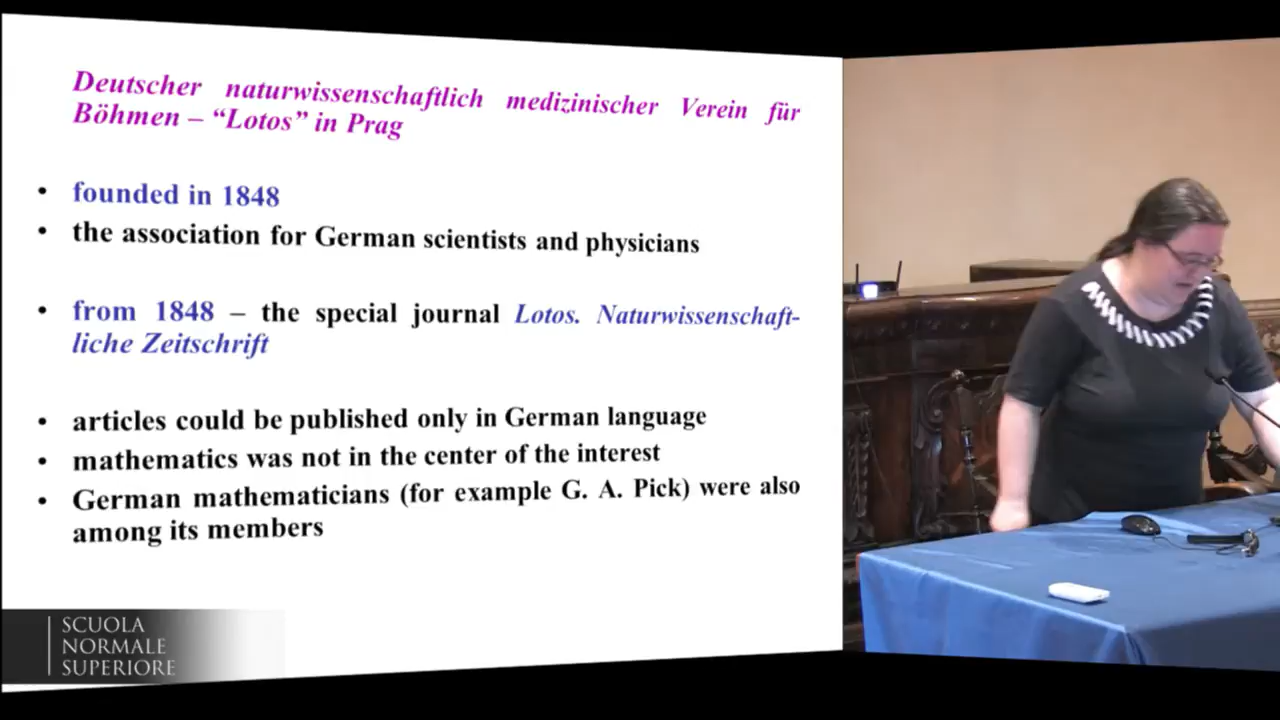 Deutscher naturwissenschaftlich medizinischer Verein für
Böhmen – “Lotos” in Prag
• founded in 1848
• the association for German scientists and physicians
• from 1848 – the special journal Lotos. Naturwissenschaft-
liche Zeitschrift
• articles could be published only in German language
• mathematics was not in the center of the interest
• German mathematicians (for example G. A. Pick) were also
among its members
SCUOLA
NORMALE
SUPERIORE